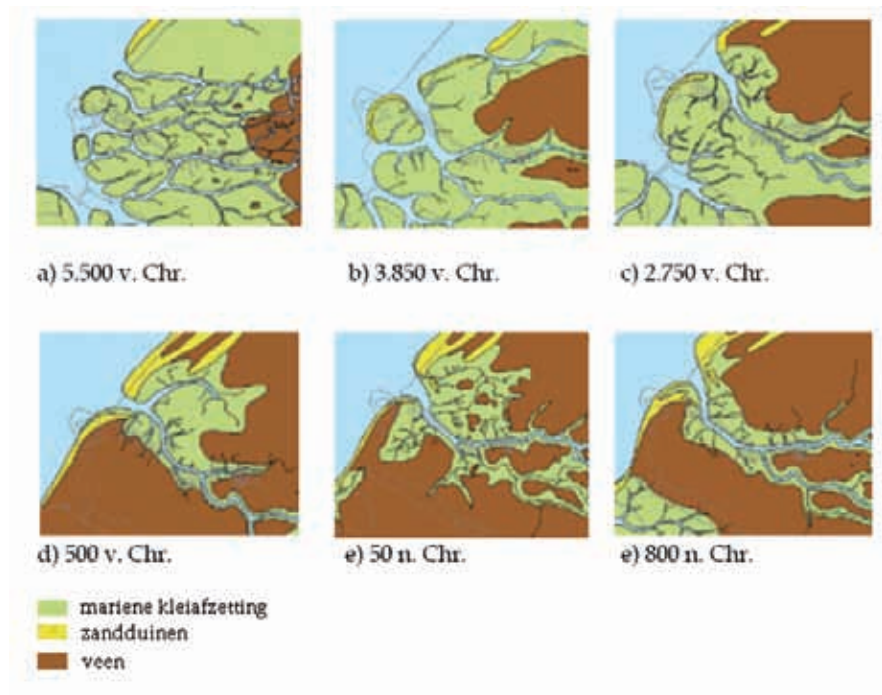 a) 5.500 v. Chr.
b) 3.850 v. Chr.
c) 2.750 v. Chr.
d) 500 v. Chr.
e) 50 n. Chr.
e) 800 n. Chr.
mariene kleiafzetting
zandduinen
veen